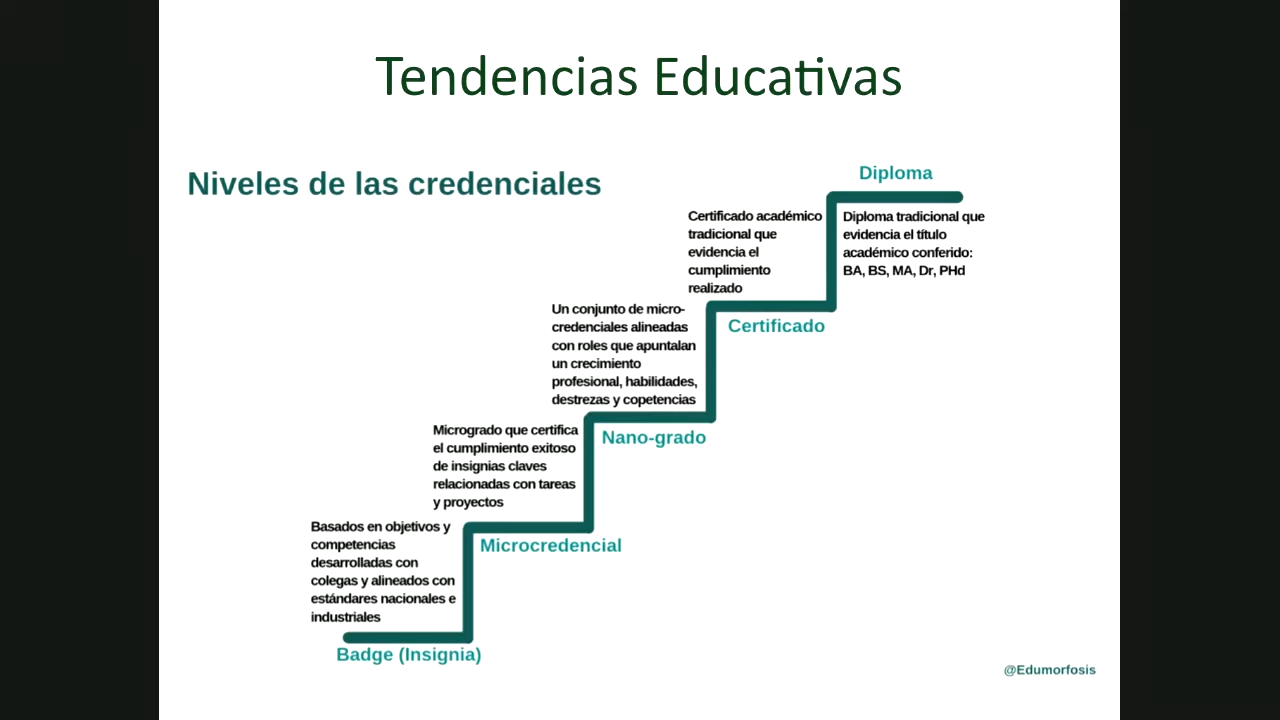 Tendencias Educativas
Niveles de las credenciales
Diploma
Diploma tradicional que
evidencia el título
académico conferido:
BA, BS, MA, Dr, PHd
Certificado académico
tradicional que
evidencia el
cumplimiento
realizado
Certificado
Un conjunto de micro-
credenciales alineadas
con roles que apuntalan
un crecimiento
profesional, habilidades,
destrezas y copetencias
Nano-grado
Microgrado que certifica
el cumplimiento exitoso
de insignias claves
relacionadas con tareas
y proyectos
Microcredencial
Basados en objetivos y
competencias
desarrolladas con
colegas y alineados con
estándares nacionales e
industriales
Badge (Insignia)
@Edumorfosis